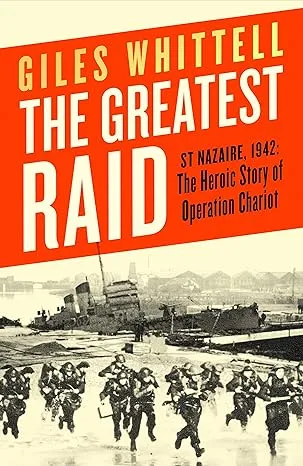 GILES WHITTELL
THE GREATEST
RAID
ST NAZAIRE, 1942:
The Heroic Story of
Operation Chariot